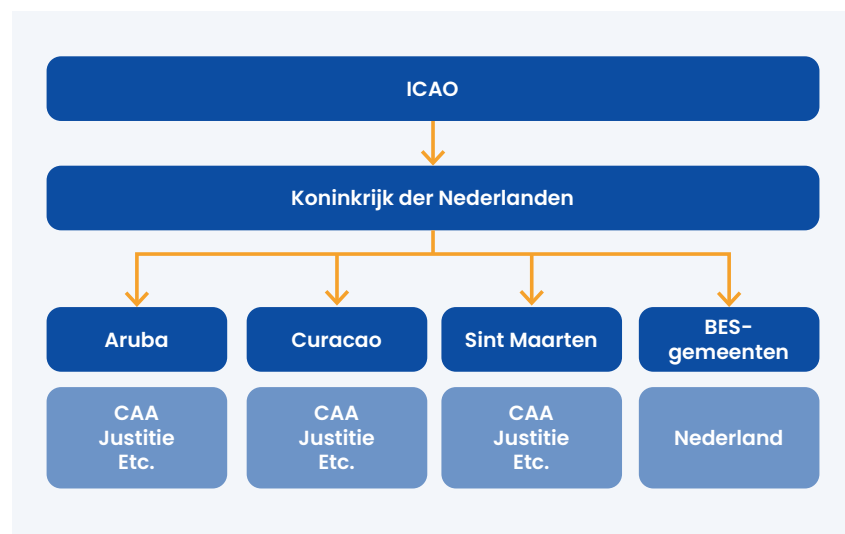 ICAO
Koninkrijk der Nederlanden
Aruba
Curacao
Sint Maarten
BES-
gemeenten
CAA
Justitie
Etc.
CAA
Justitie
Etc.
CAA
Justitie
Etc.
Nederland